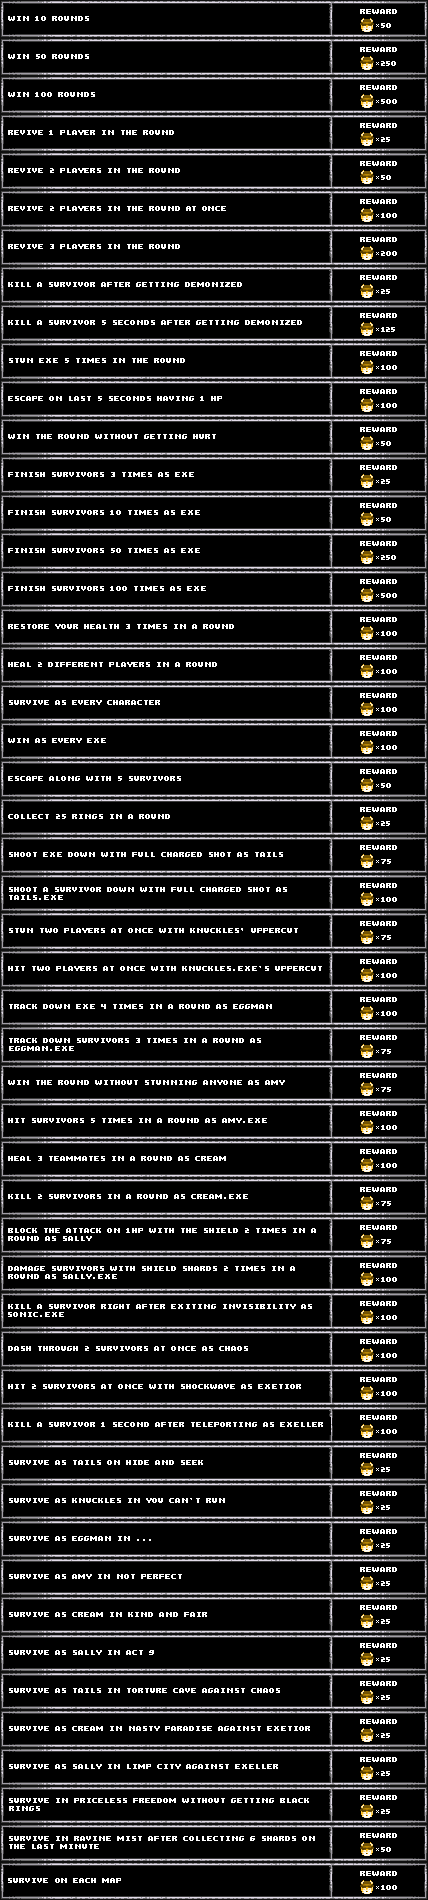 WIN 10 ROUNDS
REWARD
×50
WIN 50 ROUNDS
REWARD
×250
WIN 100 ROUNDS
REWARD
×500
REVIVE 1 PLAYER IN THE ROUND
REWARD
×25
REVIVE 2 PLAYERS IN THE ROUND
REWARD
×50
REVIVE 2 PLAYERS IN THE ROUND AT ONCE
REWARD
×100
REVIVE 3 PLAYERS IN THE ROUND
REWARD
×200
KILL A SURVIVOR AFTER GETTING DEMONIZED
REWARD
×25
KILL A SURVIVOR 5 SECONDS AFTER GETTING DEMONIZED
REWARD
×125
STUN EXE 5 TIMES IN THE ROUND
REWARD
×100
ESCAPE ON LAST 5 SECONDS HAVING 1 HP
REWARD
×100
WIN THE ROUND WITHOUT GETTING HURT
REWARD
×50
FINISH SURVIVORS 3 TIMES AS EXE
REWARD
×25
FINISH SURVIVORS 10 TIMES AS EXE
REWARD
×50
FINISH SURVIVORS 50 TIMES AS EXE
REWARD
×250
FINISH SURVIVORS 100 TIMES AS EXE
REWARD
×500
RESTORE YOUR HEALTH 3 TIMES IN A ROUND
REWARD
×100
HEAL 2 DIFFERENT PLAYERS IN A ROUND
REWARD
×100
SURVIVE AS EVERY CHARACTER
REWARD
×100
WIN AS EVERY EXE
REWARD
×100
ESCAPE ALONG WITH 5 SURVIVORS
REWARD
×50
COLLECT 25 RINGS IN A ROUND
REWARD
×25
SHOOT EXE DOWN WITH FULL CHARGED SHOT AS TAILS
REWARD
×75
SHOOT A SURVIVOR DOWN WITH FULL CHARGED SHOT AS
TAILS.EXE
REWARD
×100
STUN TWO PLAYERS AT ONCE WITH KNUCKLES' UPPERCUT
REWARD
×75
HIT TWO PLAYERS AT ONCE WITH KNUCKLES.EXE'S UPPERCUT
REWARD
×100
TRACK DOWN EXE 4 TIMES IN A ROUND AS EGGMAN
REWARD
×100
TRACK DOWN SURVIVORS 3 TIMES IN A ROUND AS
EGGMAN.EXE
REWARD
×75
WIN THE ROUND WITHOUT STUNNING ANYONE AS AMY
REWARD
×75
HIT SURVIVORS 5 TIMES IN A ROUND AS AMY.EXE
REWARD
×100
HEAL 3 TEAMMATES IN A ROUND AS CREAM
REWARD
×100
KILL 2 SURVIVORS IN A ROUND AS CREAM.EXE
REWARD
×75
BLOCK THE ATTACK ON 1HP WITH THE SHIELD 2 TIMES IN A
ROUND AS SALLY
REWARD
×75
DAMAGE SURVIVORS WITH SHIELD SHARDS 2 TIMES IN A
ROUND AS SALLY.EXE
REWARD
×100
KILL A SURVIVOR RIGHT AFTER EXITING INVISIBILITY AS
SONIC.EXE
REWARD
×100
DASH THROUGH 2 SURVIVORS AT ONCE AS CHAOS
REWARD
×100
HIT 2 SURVIVORS AT ONCE WITH SHOCKWAVE AS EXETIOR
REWARD
×100
KILL A SURVIVOR 1 SECOND AFTER TELEPORTING AS EXELLER
REWARD
×100
SURVIVE AS TAILS ON HIDE AND SEEK
REWARD
×25
SURVIVE AS KNUCKLES IN YOU CAN'T RUN
REWARD
×25
SURVIVE AS EGGMAN IN ...
REWARD
×25
SURVIVE AS AMY IN NOT PERFECT
REWARD
×25
SURVIVE AS CREAM IN KIND AND FAIR
REWARD
×25
SURVIVE AS SALLY IN ACT 9
REWARD
×25
SURVIVE AS TAILS IN TORTURE CAVE AGAINST CHAOS
REWARD
×25
SURVIVE AS CREAM IN NASTY PARADISE AGAINST EXETIOR
REWARD
×25
SURVIVE AS SALLY IN LIMP CITY AGAINST EXELLER
REWARD
×25
SURVIVE IN PRICELESS FREEDOM WITHOUT GETTING BLACK
RINGS
REWARD
×25
SURVIVE IN RAVINE MIST AFTER COLLECTING 6 SHARDS ON
THE LAST MINUTE
REWARD
×50
SURVIVE ON EACH MAP
REWARD
×100